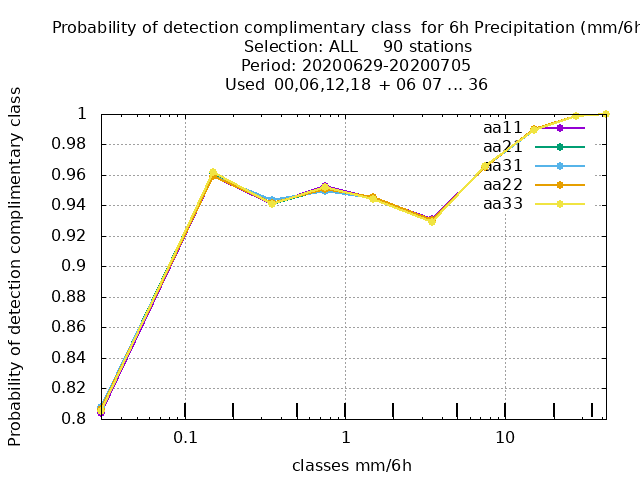 Probability of detection complimentary class  for 6h Precipitation (mm/6h
Selection: ALL     90 stations
Period: 20200629-20200705
Used  00,06,12,18  + 06 07 ... 36
Probability of detection complimentary class
1
0.98
0.96
0.94
0.92
0.9
0.88
0.86
0.84
0.82
0.8
aa11
aa21
aa31
aa22
aa33
0.1
1
10
classes mm/6h